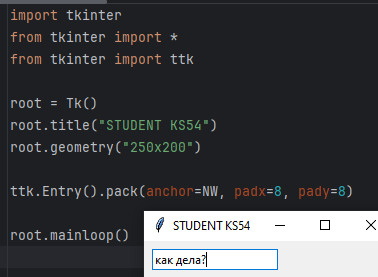 import tkinter
from tkinter import *
from tkinter import ttk
root = Tk()
root.title("STUDENT KS54")
root.geometry("250x200")
ttk.Entry().pack(anchor=NW, padx=8, pady=8)
root.mainloop()
STUDENT KS54
как дела?